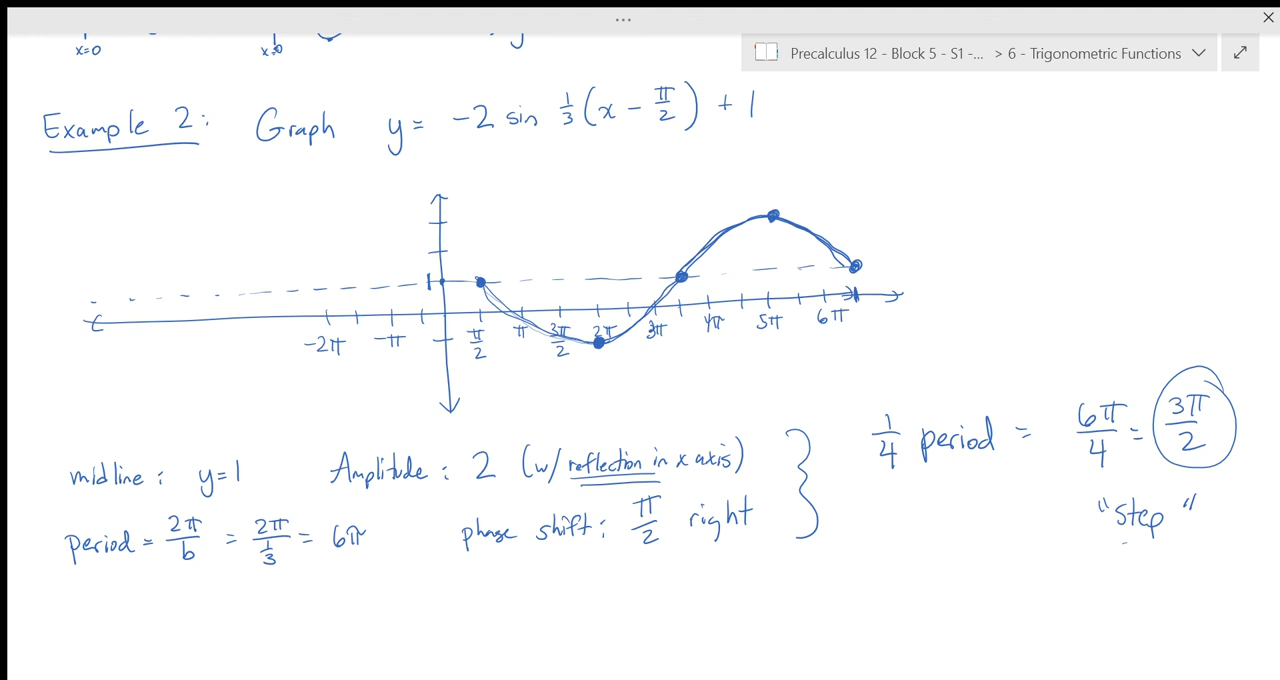 ...
x=0 x=0 y
Precalculus 12 - Block 5 - S1 -... > 6 - Trigonometric Functions
Example 2: Graph y = -2 sin 1/3 (x - π/2) + 1
1
-2π -π π/2 π 3π/2 2π 3π 4π 5π 6π
1/4 period = 6π/4 = 3π/2
midline: y=1 Amplitude: 2 (w/ reflection in x axis)
"step"
period = 2π/b = 2π/1/3 = 6π phase shift: π/2 right